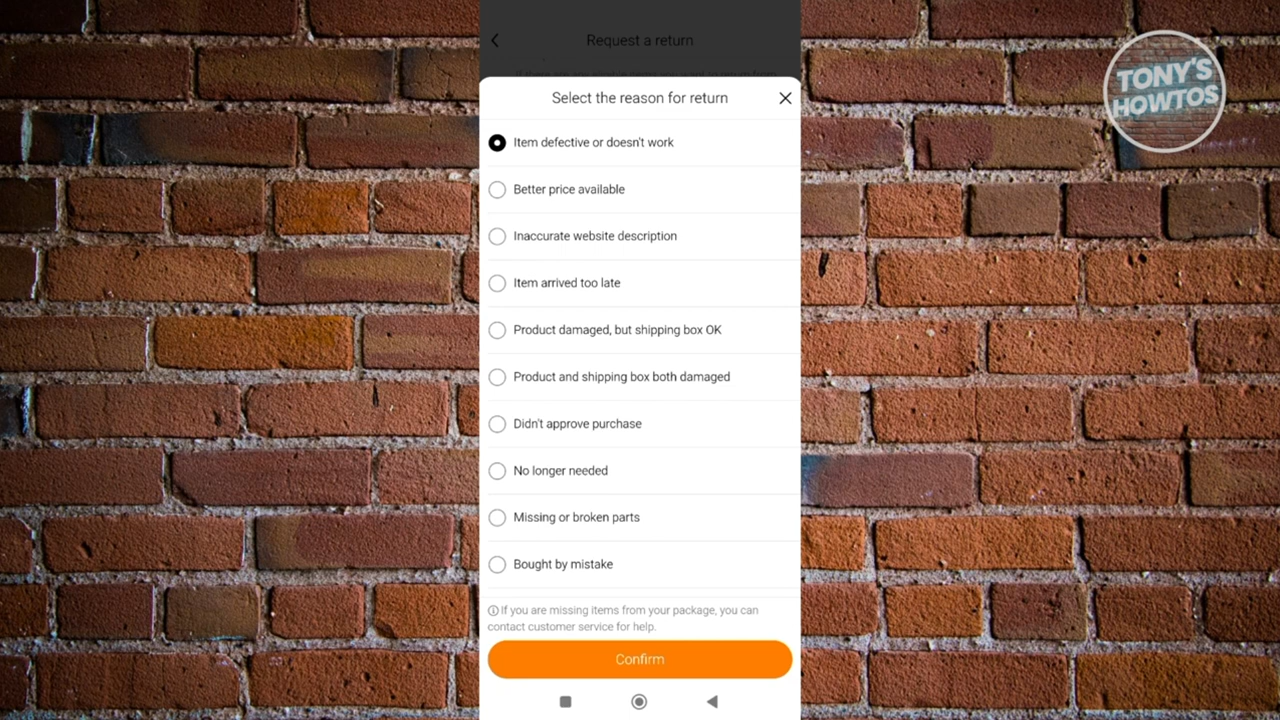 Request a return
Select the reason for return
Item defective or doesn't work
Better price available
Inaccurate website description
Item arrived too late
Product damaged, but shipping box OK
Product and shipping box both damaged
Didn't approve purchase
No longer needed
Missing or broken parts
Bought by mistake
If you are missing items from your package, you can
contact customer service for help.
Confirm
TONY'S
HOWTOS